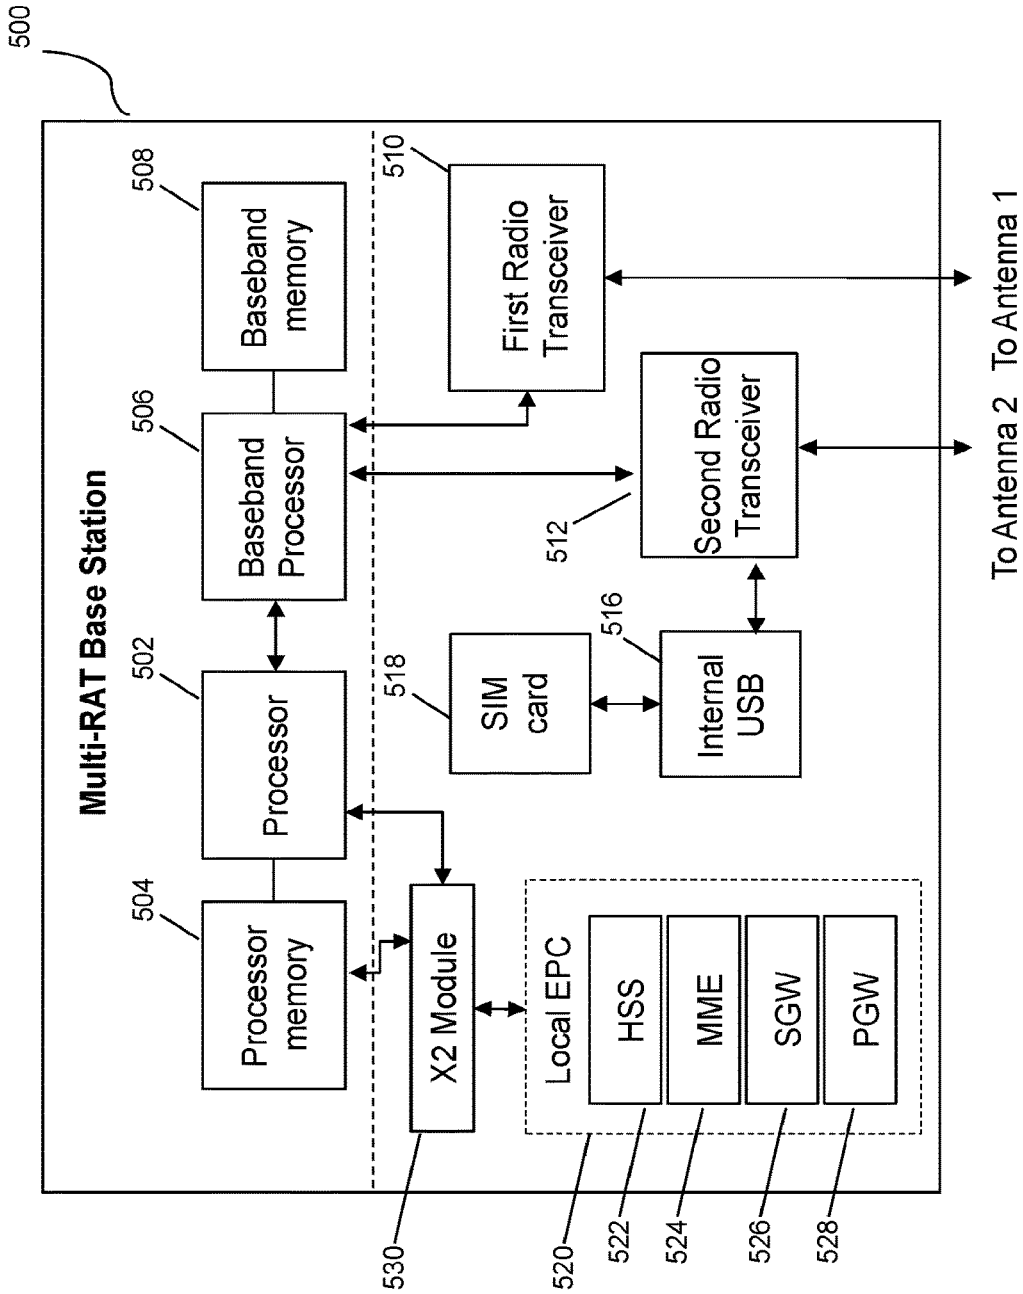 500
Multi-RAT Base Station
504
502
506
508
Processor
memory
Processor
Baseband
Processor
Baseband
memory
530
X2 Module
518
SIM
card
510
First Radio
Transceiver
520
Local EPC
522
HSS
524
MME
526
SGW
528
PGW
516
Internal
USB
512
Second Radio
Transceiver
To Antenna 2
To Antenna 1